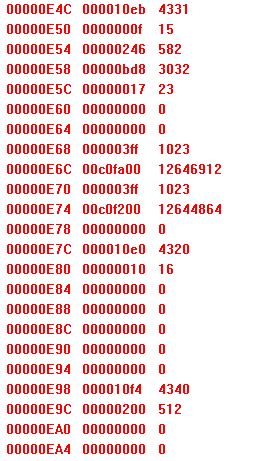 00000E4C 000010eb 4331
00000E50 0000000f 15
00000E54 00000246 582
00000E58 00000bd8 3032
00000E5C 00000017 23
00000E60 00000000 0
00000E64 00000000 0
00000E68 000003ff 1023
00000E6C 00c0fa00 12646912
00000E70 000003ff 1023
00000E74 00c0f200 12644864
00000E78 00000000 0
00000E7C 000010e0 4320
00000E80 00000010 16
00000E84 00000000 0
00000E88 00000000 0
00000E8C 00000000 0
00000E90 00000000 0
00000E94 00000000 0
00000E98 000010f4 4340
00000E9C 00000200 512
00000EA0 00000000 0
00000EA4 00000000 0